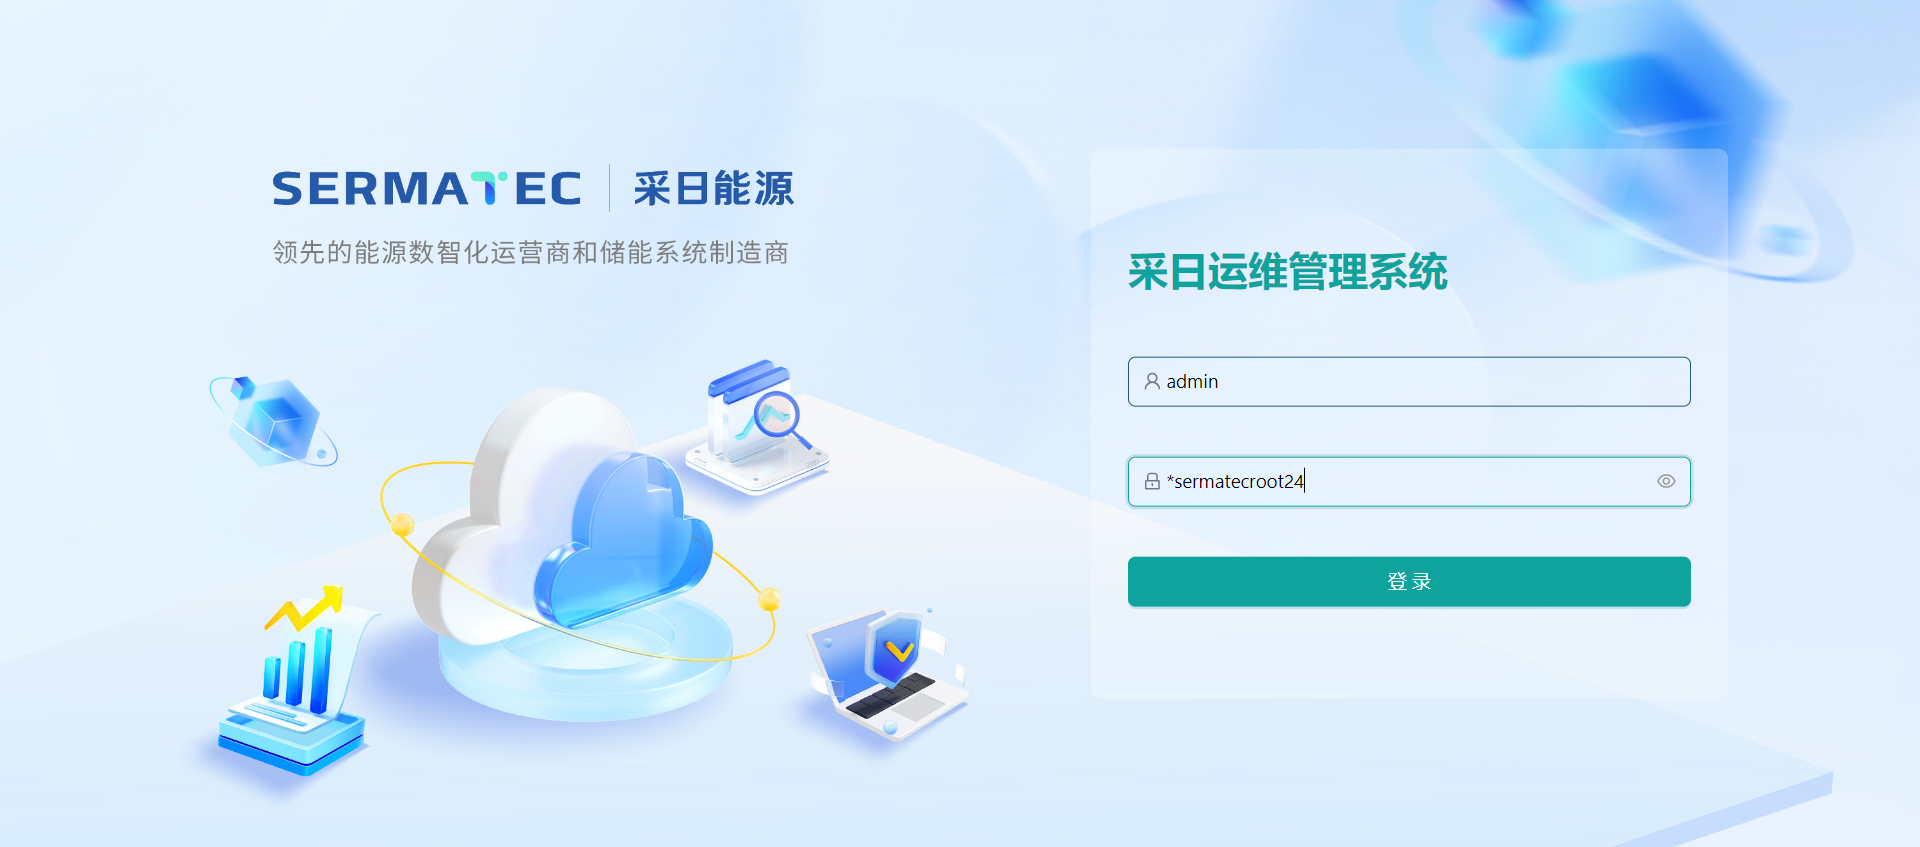 SERMATEC 采日能源
领先的能源数智化运营商和储能系统制造商
采日运维管理系统
admin
*sermatecroot24
登录